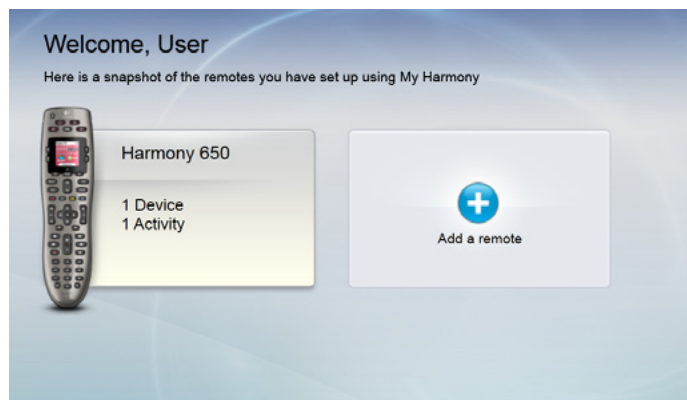 Welcome, User
Here is a snapshot of the remotes you have set up using My Harmony
Harmony 650
1 Device
1 Activity
Add a remote